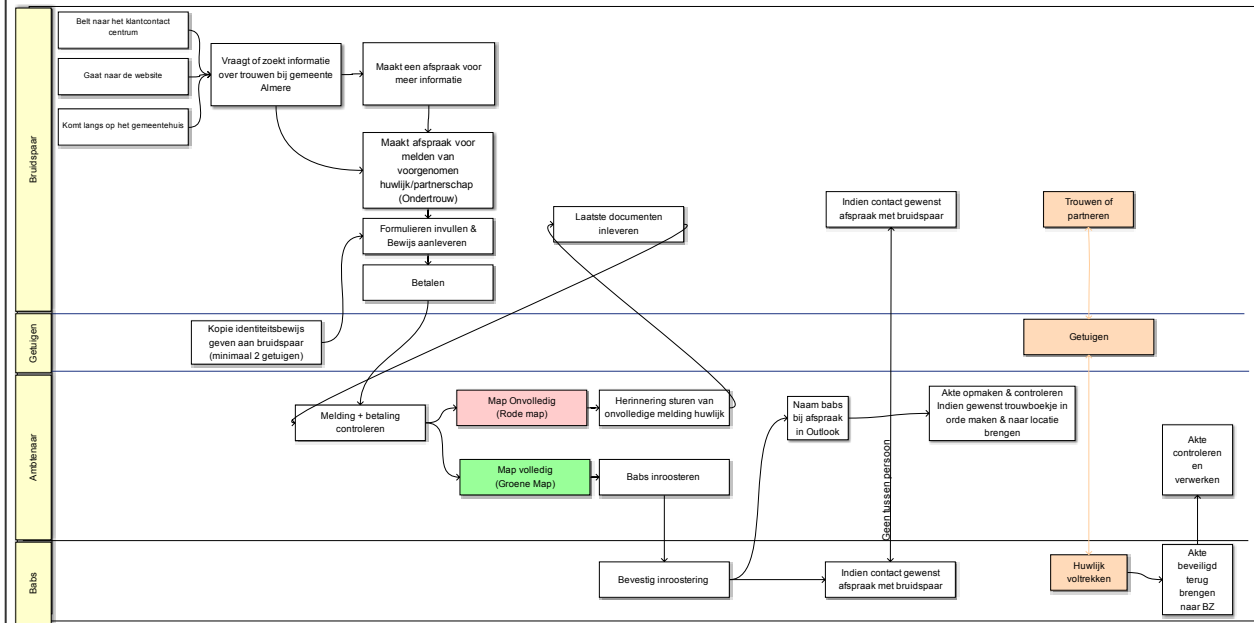 Bruidspaar
Belt naar het klantcontact
centrum
Gaat naar de website
Komt langs op het gemeentehuis
Vraagt of zoekt informatie
over trouwen bij gemeente
Almere
Maakt een afspraak voor
meer informatie
Maakt afspraak voor
melden van
voorgenomen
huwlijk/partnerschap
(Ondertrouw)
Formulieren invullen &
Bewijs aanleveren
Betalen
Laatste documenten
inleveren
Indien contact gewenst
afspraak met bruidspaar
Trouwen of
partneren
Getuigen
Kopie identiteitsbewijs
geven aan bruidspaar
(minimaal 2 getuigen)
Getuigen
Ambtenaar
Melding + betaling
controleren
Map Onvolledig
(Rode map)
Herinnering sturen van
onvolledige melding huwlijk
Map volledig
(Groene Map)
Babs inroosteren
Naam babs
bij afspraak
in Outlook
Geen tussen persoon
Akte opmaken & controleren
Indien gewenst trouwboekje in
orde maken & naar locatie
brengen
Akte
controleren
en
verwerken
Babs
Bevestig inroostering
Indien contact gewenst
afspraak met bruidspaar
Huwlijk
voltrekken
Akte
beveiligd
terug
brengen
naar BZ